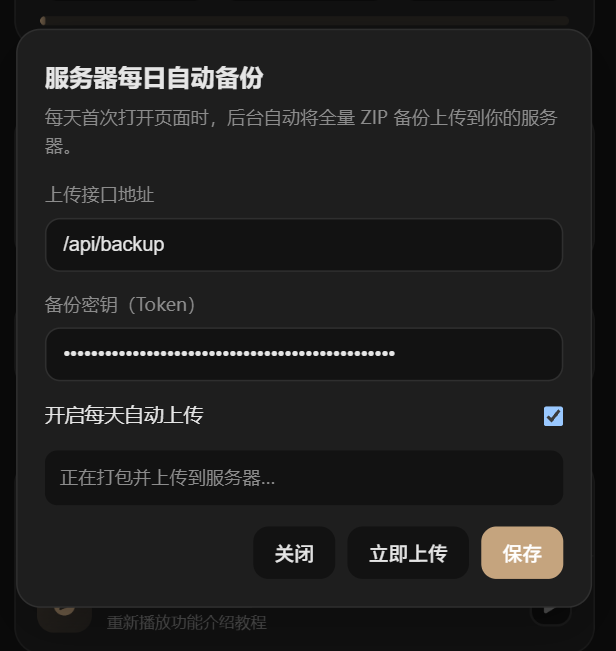 服务器每日自动备份
每天首次打开页面时，后台自动将全量 ZIP 备份上传到你的服务
器。
上传接口地址
/api/backup
备份密钥（Token）
••••••••••••••••••••••••••••••••••••••••••••••••
开启每天自动上传
正在打包并上传到服务器...
关闭 立即上传 保存
重新播放功能介绍教程